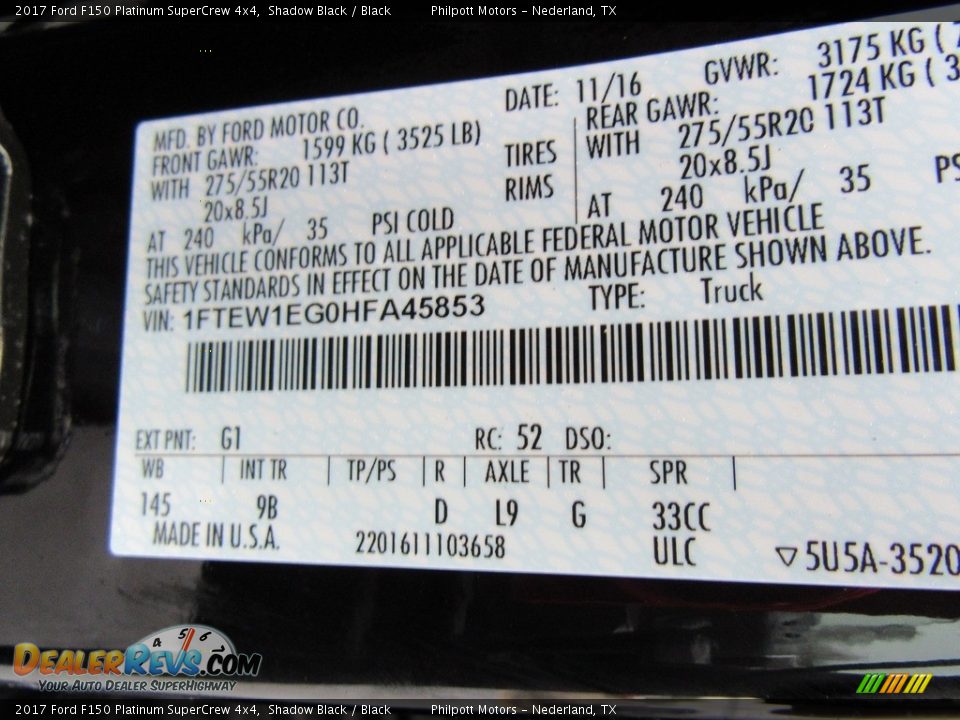 2017 Ford F150 Platinum SuperCrew 4x4, Shadow Black / Black Philpott Motors - Nederland, TX
MFD. BY FORD MOTOR CO. DATE: 11/16 GVWR: 3175 KG (
FRONT GAWR: 1599 KG ( 3525 LB) REAR GAWR: 1724 KG ( 3
WITH 275/55R20 113T TIRES WITH 275/55R20 113T
20x8.5J RIMS 20x8.5J
AT 240 kPa/ 35 PSI COLD AT 240 kPa/ 35 PS
THIS VEHICLE CONFORMS TO ALL APPLICABLE FEDERAL MOTOR VEHICLE
SAFETY STANDARDS IN EFFECT ON THE DATE OF MANUFACTURE SHOWN ABOVE.
VIN: 1FTEW1EG0HFA45853 TYPE: Truck
EXT PNT: G1 RC: 52 DSO:
WB INT TR TP/PS R AXLE TR SPR
145 9B D L9 G 33CC
MADE IN U.S.A. 2201611103658 ULC ▽5U5A-3520
4 5 6
DEALERREVS.COM
YOUR AUTO DEALER SUPERHIGHWAY
2017 Ford F150 Platinum SuperCrew 4x4, Shadow Black / Black Philpott Motors - Nederland, TX